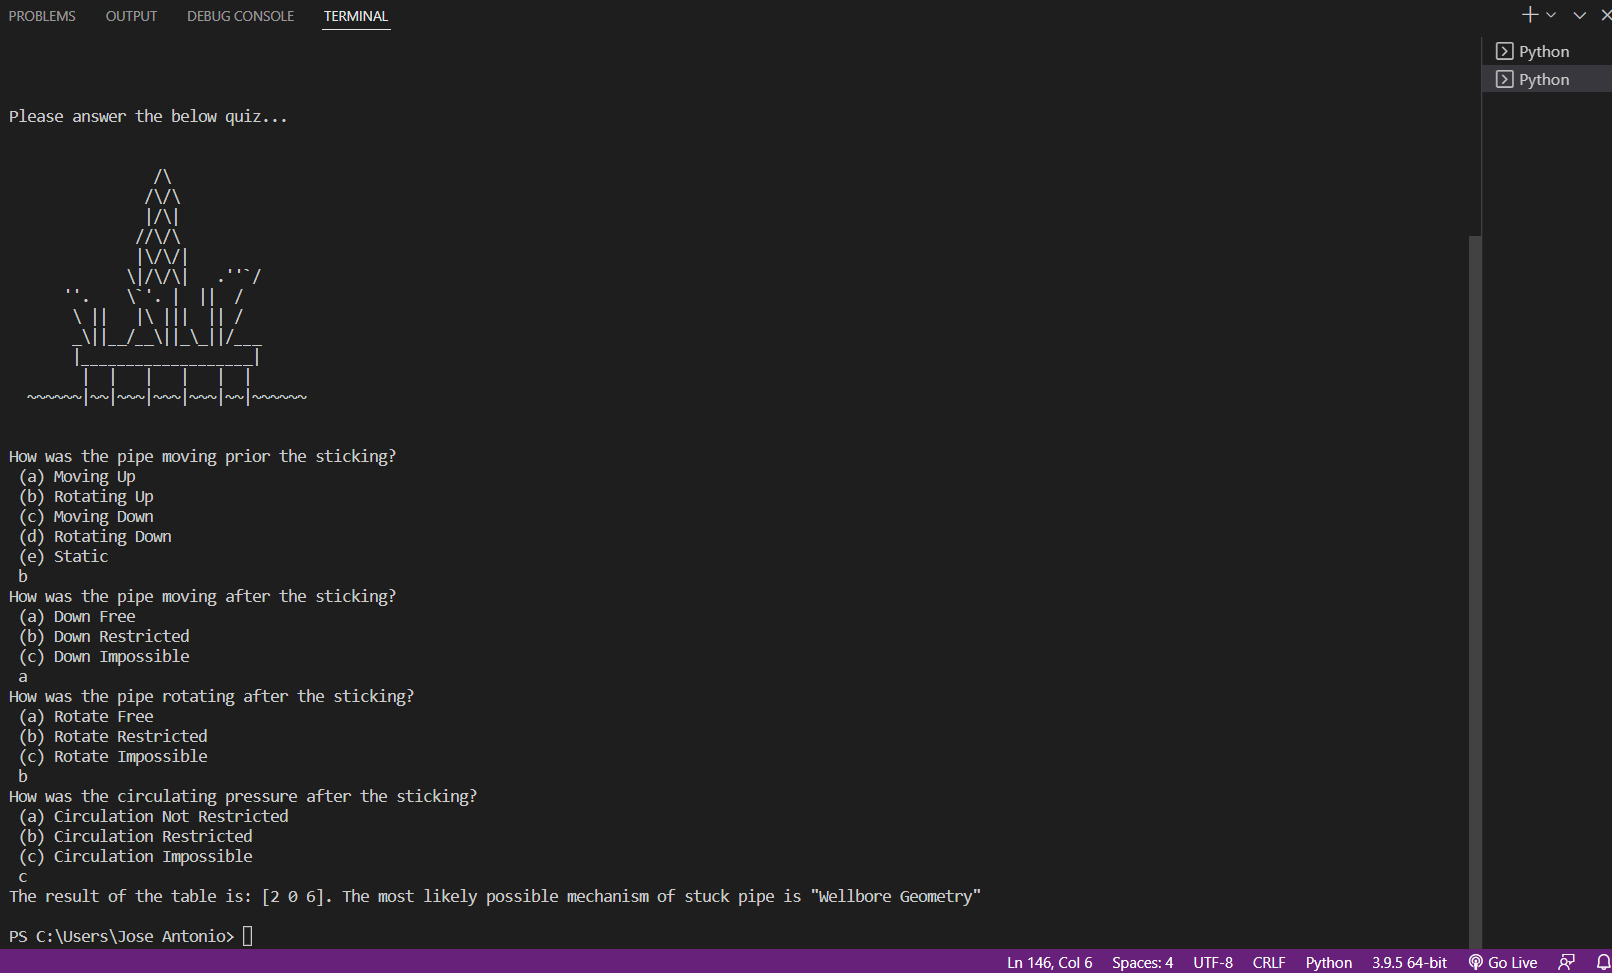 PROBLEMS OUTPUT DEBUG CONSOLE TERMINAL
Python
Python
Please answer the below quiz...
               /\
              /\/\
              |/\|
             //\/\
             |\/\/|
            \|/\/\|   .''`/
     ''.    \`'. |  ||  /
      \ ||   |\ |||  || /
      _\||__/__\||_\_||/___
      |___________________|
       |  |   |   |   |  |
 ~~~~~~|~~|~~~|~~~|~~~|~~|~~~~~~
How was the pipe moving prior the sticking?
(a) Moving Up
(b) Rotating Up
(c) Moving Down
(d) Rotating Down
(e) Static
b
How was the pipe moving after the sticking?
(a) Down Free
(b) Down Restricted
(c) Down Impossible
a
How was the pipe rotating after the sticking?
(a) Rotate Free
(b) Rotate Restricted
(c) Rotate Impossible
b
How was the circulating pressure after the sticking?
(a) Circulation Not Restricted
(b) Circulation Restricted
(c) Circulation Impossible
c
The result of the table is: [2 0 6]. The most likely possible mechanism of stuck pipe is "Wellbore Geometry"
PS C:\Users\Jose Antonio>
Ln 146, Col 6 Spaces: 4 UTF-8 CRLF Python 3.9.5 64-bit Go Live